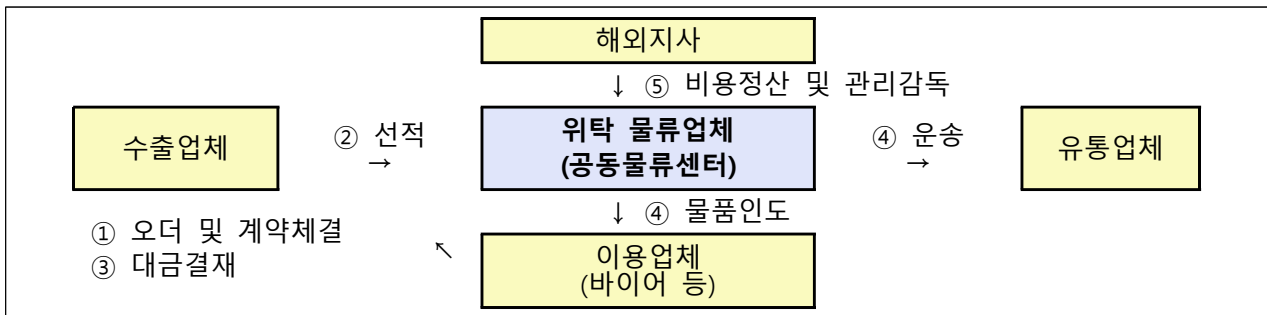 해외지사
↓ ⑤ 비용정산 및 관리감독
수출업체
② 선적
→
위탁 물류업체
(공동물류센터)
④ 운송
→
유통업체
↓ ④ 물품인도
① 오더 및 계약체결
③ 대금결재
↖
이용업체
(바이어 등)